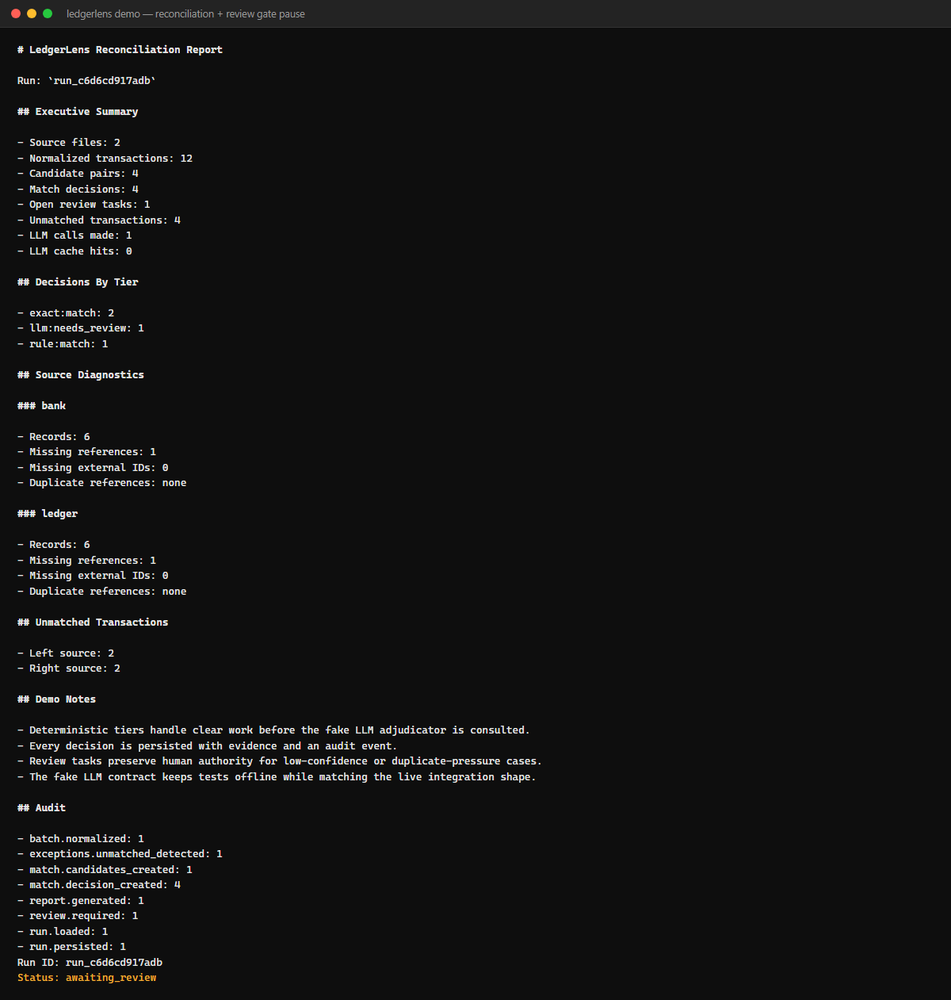 ledgerlens demo — reconciliation + review gate pause
# LedgerLens Reconciliation Report
Run: `run_c6d6cd917adb`
## Executive Summary
- Source files: 2
- Normalized transactions: 12
- Candidate pairs: 4
- Match decisions: 4
- Open review tasks: 1
- Unmatched transactions: 4
- LLM calls made: 1
- LLM cache hits: 0
## Decisions By Tier
- exact:match: 2
- llm:needs_review: 1
- rule:match: 1
## Source Diagnostics
### bank
- Records: 6
- Missing references: 1
- Missing external IDs: 0
- Duplicate references: none
### ledger
- Records: 6
- Missing references: 1
- Missing external IDs: 0
- Duplicate references: none
## Unmatched Transactions
- Left source: 2
- Right source: 2
## Demo Notes
- Deterministic tiers handle clear work before the fake LLM adjudicator is consulted.
- Every decision is persisted with evidence and an audit event.
- Review tasks preserve human authority for low-confidence or duplicate-pressure cases.
- The fake LLM contract keeps tests offline while matching the live integration shape.
## Audit
- batch.normalized: 1
- exceptions.unmatched_detected: 1
- match.candidates_created: 1
- match.decision_created: 4
- report.generated: 1
- review.required: 1
- run.loaded: 1
- run.persisted: 1
Run ID: run_c6d6cd917adb
Status: awaiting_review